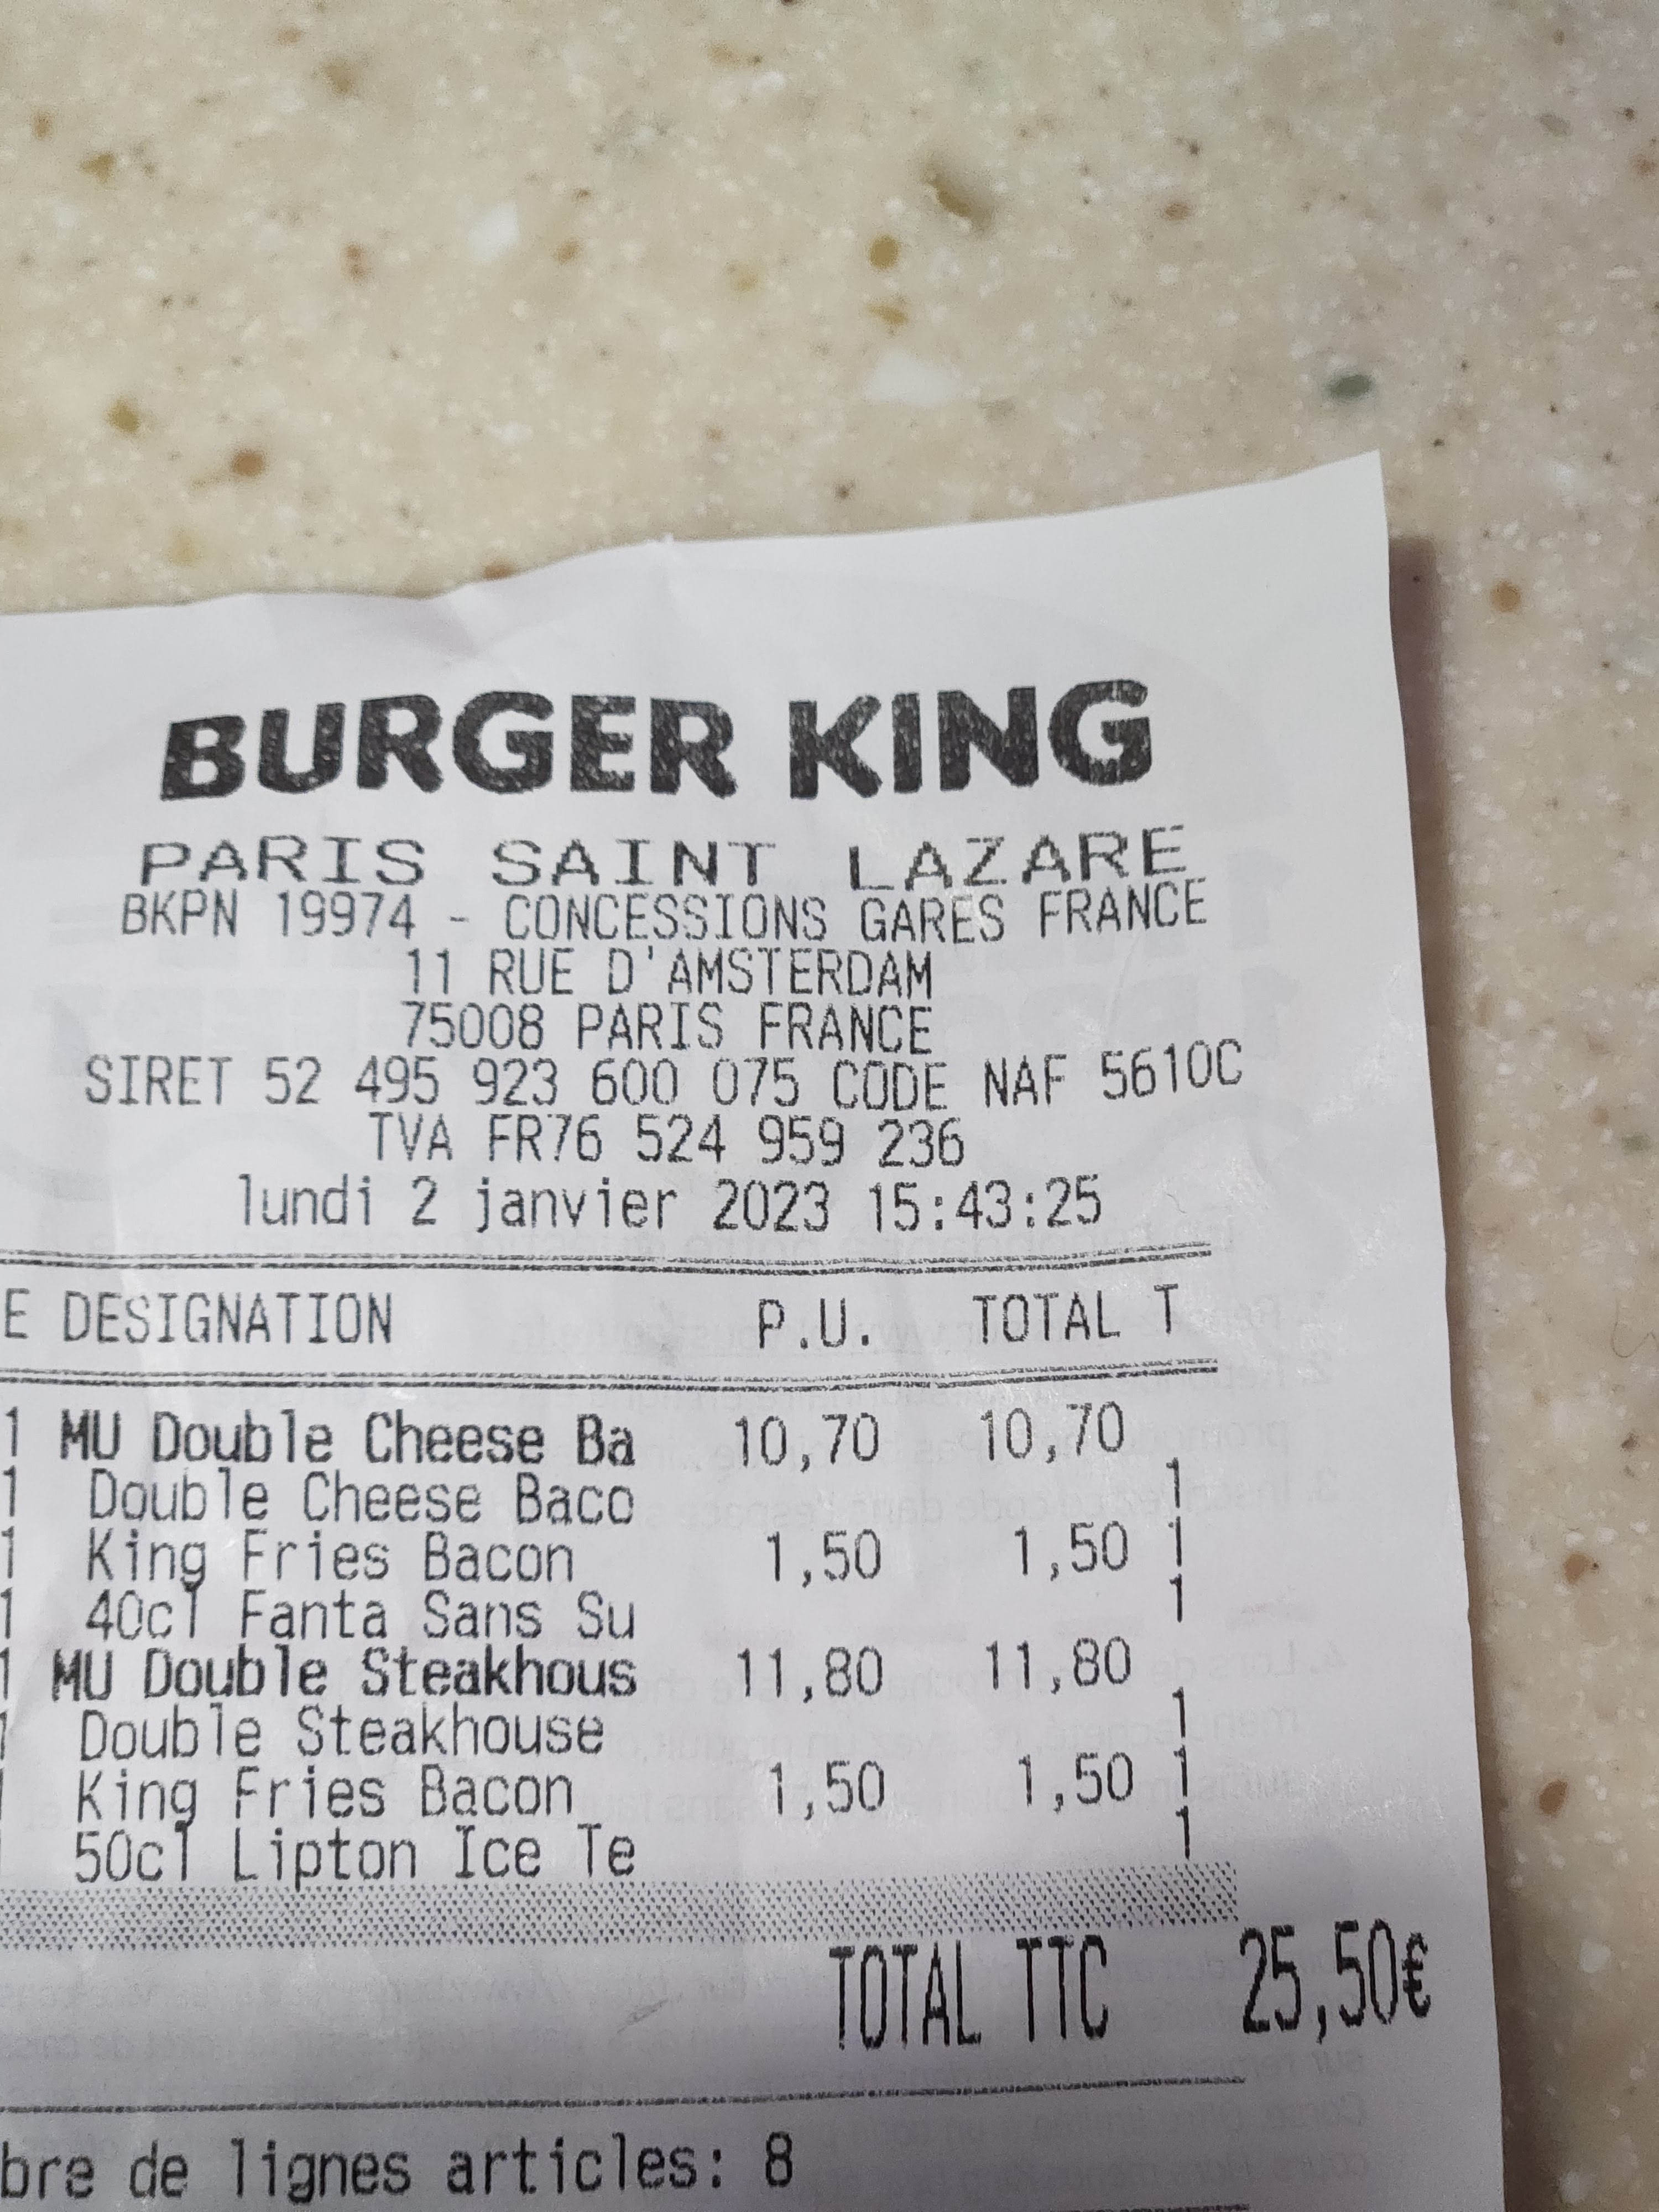 BURGER KING
PARIS SAINT LAZARE
BKPN 19974 - CONCESSIONS GARES FRANCE
11 RUE D'AMSTERDAM
75008 PARIS FRANCE
SIRET 52 495 923 600 075 CODE NAF 5610C
TVA FR76 524 959 236
lundi 2 janvier 2023 15:43:25
E DESIGNATION P.U. TOTAL T
1 MU Double Cheese Ba 10,70 10,70
1 Double Cheese Baco 1
1 King Fries Bacon 1,50 1,50 1
1 40cl Fanta Sans Su 1
1 MU Double Steakhous 11,80 11,80
1 Double Steakhouse 1
King Fries Bacon 1,50 1,50 1
50cl Lipton Ice Te 1
TOTAL TTC 25,50€
bre de lignes articles: 8